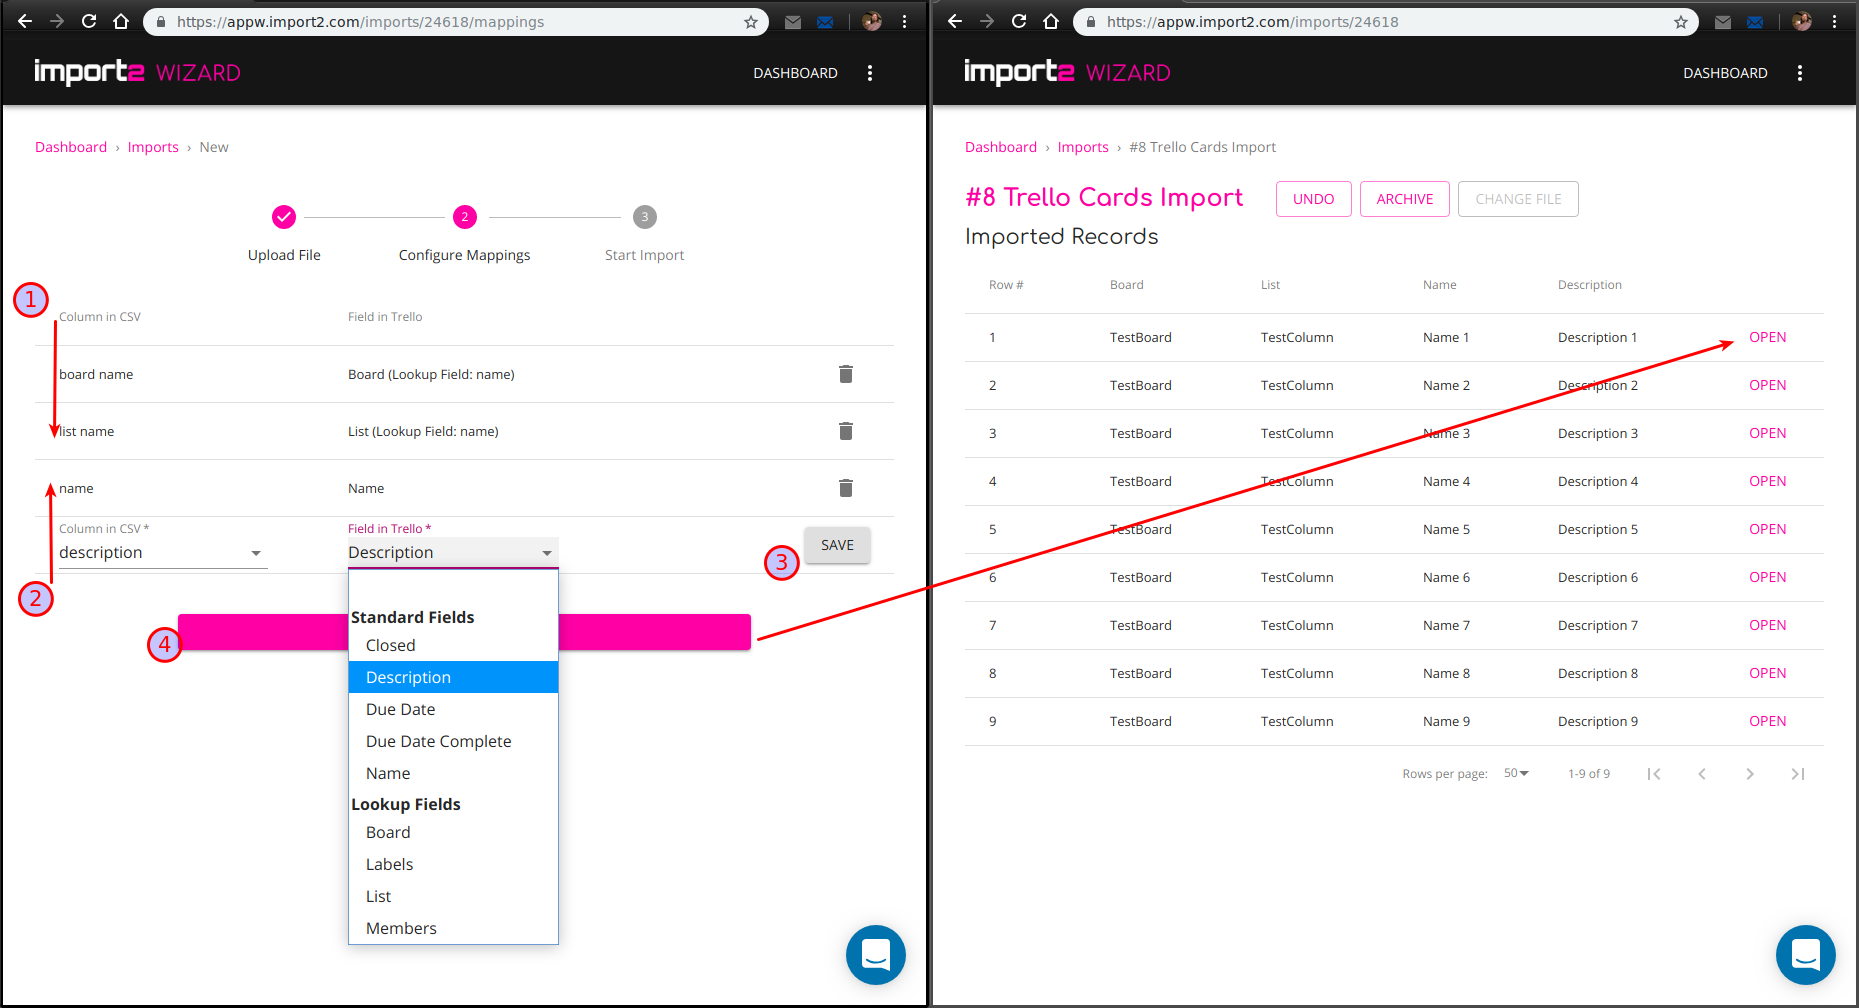 https://appw.import2.com/imports/24618/mappings
import2 WIZARD
DASHBOARD
Dashboard › Imports › New
2
3
Upload File
Configure Mappings
Start Import
1
Column in CSV
Field in Trello
board name
Board (Lookup Field: name)
list name
List (Lookup Field: name)
name
Name
Column in CSV *
Field in Trello *
description
Description
SAVE
3
2
4
Standard Fields
Closed
Description
Due Date
Due Date Complete
Name
Lookup Fields
Board
Labels
List
Members
https://appw.import2.com/imports/24618
import2 WIZARD
DASHBOARD
Dashboard › Imports › #8 Trello Cards Import
#8 Trello Cards Import
UNDO
ARCHIVE
CHANGE FILE
Imported Records
Row # Board List Name Description
1 TestBoard TestColumn Name 1 Description 1 OPEN
2 TestBoard TestColumn Name 2 Description 2 OPEN
3 TestBoard TestColumn Name 3 Description 3 OPEN
4 TestBoard TestColumn Name 4 Description 4 OPEN
5 TestBoard TestColumn Name 5 Description 5 OPEN
6 TestBoard TestColumn Name 6 Description 6 OPEN
7 TestBoard TestColumn Name 7 Description 7 OPEN
8 TestBoard TestColumn Name 8 Description 8 OPEN
9 TestBoard TestColumn Name 9 Description 9 OPEN
Rows per page: 50 1-9 of 9